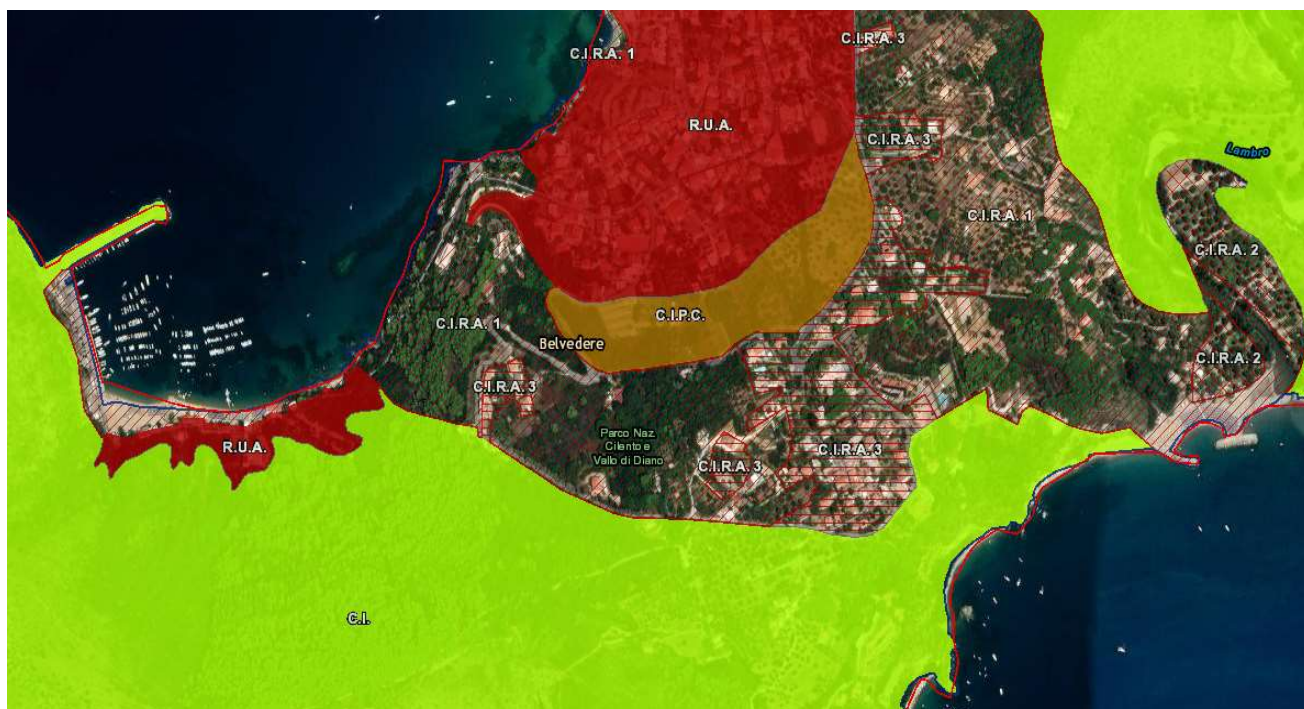 C.I.R.A. 3
C.I.R.A. 1
R.U.A.
C.I.R.A. 3
Lambro
C.I.R.A. 1
C.I.R.A. 2
C.I.P.C.
C.I.R.A. 1
Belvedere
C.I.R.A. 2
C.I.R.A. 3
Parco Naz.
Cilento e
Vallo di Diano
R.U.A.
C.I.R.A. 3
C.I.R.A. 3
C.I.